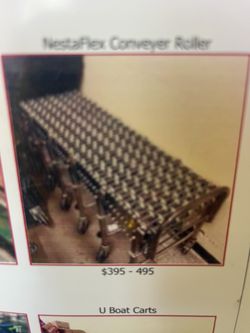 NestaFlex Conveyer Roller
$395 - 495
U Boat Carts